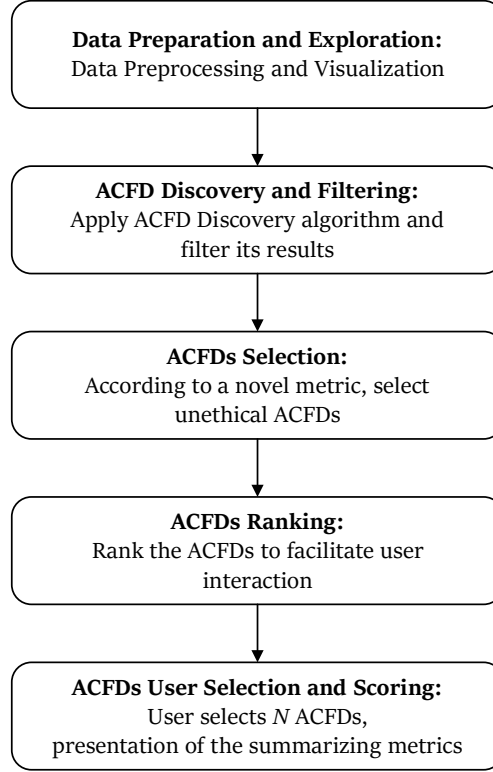 Data Preparation and Exploration:
Data Preprocessing and Visualization
ACFD Discovery and Filtering:
Apply ACFD Discovery algorithm and
filter its results
ACFDs Selection:
According to a novel metric, select
unethical ACFDs
ACFDs Ranking:
Rank the ACFDs to facilitate user
interaction
ACFDs User Selection and Scoring:
User selects N ACFDs,
presentation of the summarizing metrics